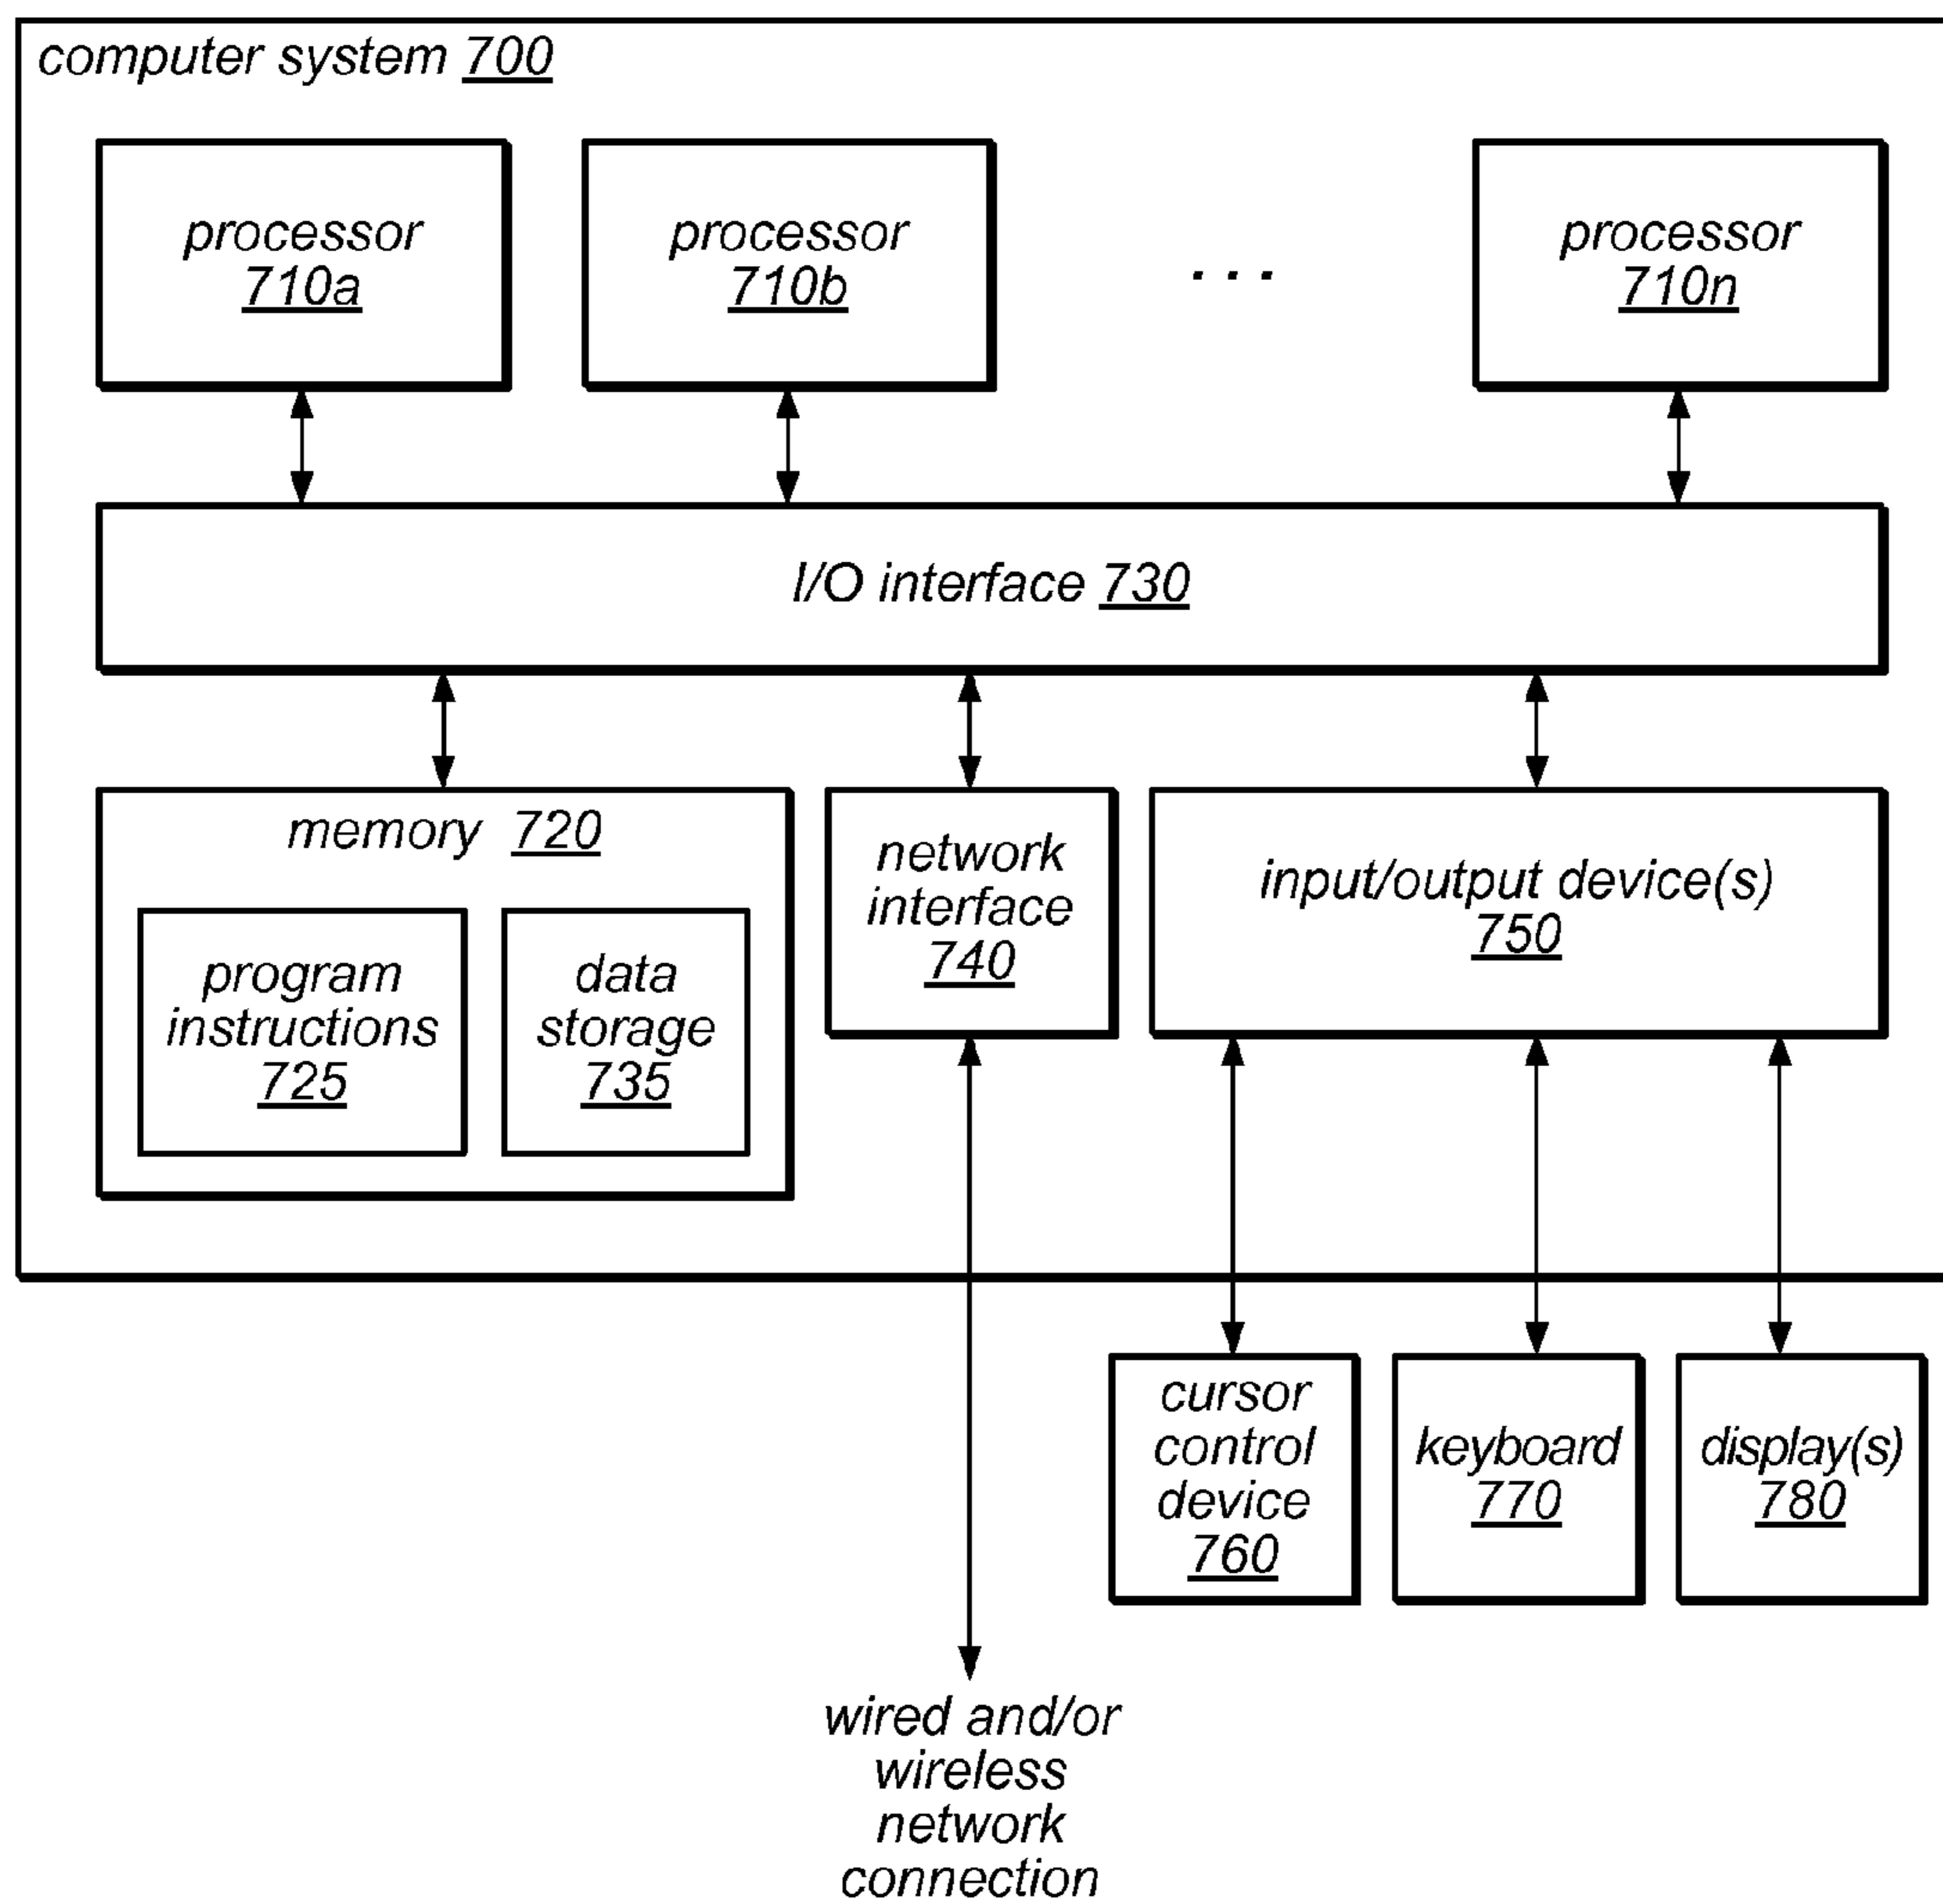 computer system 700
processor
710a
processor
710b
. . .
processor
710n
I/O interface 730
memory 720
program
instructions
725
data
storage
735
network
interface
740
input/output device(s)
750
cursor
control
device
760
keyboard
770
display(s)
780
wired and/or
wireless
network
connection